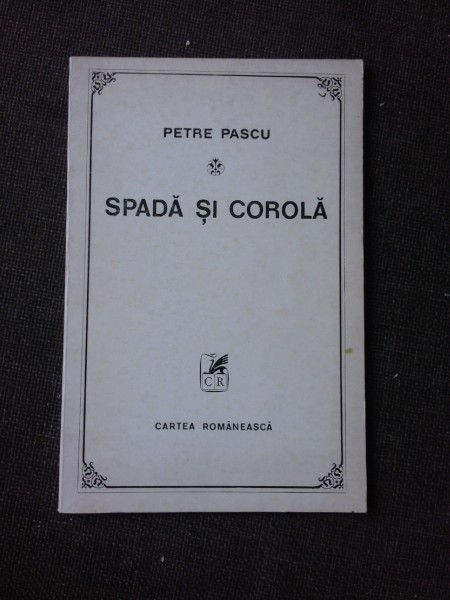 PETRE PASCU
SPADĂ ȘI COROLĂ
CR
CARTEA ROMÂNEASCĂ